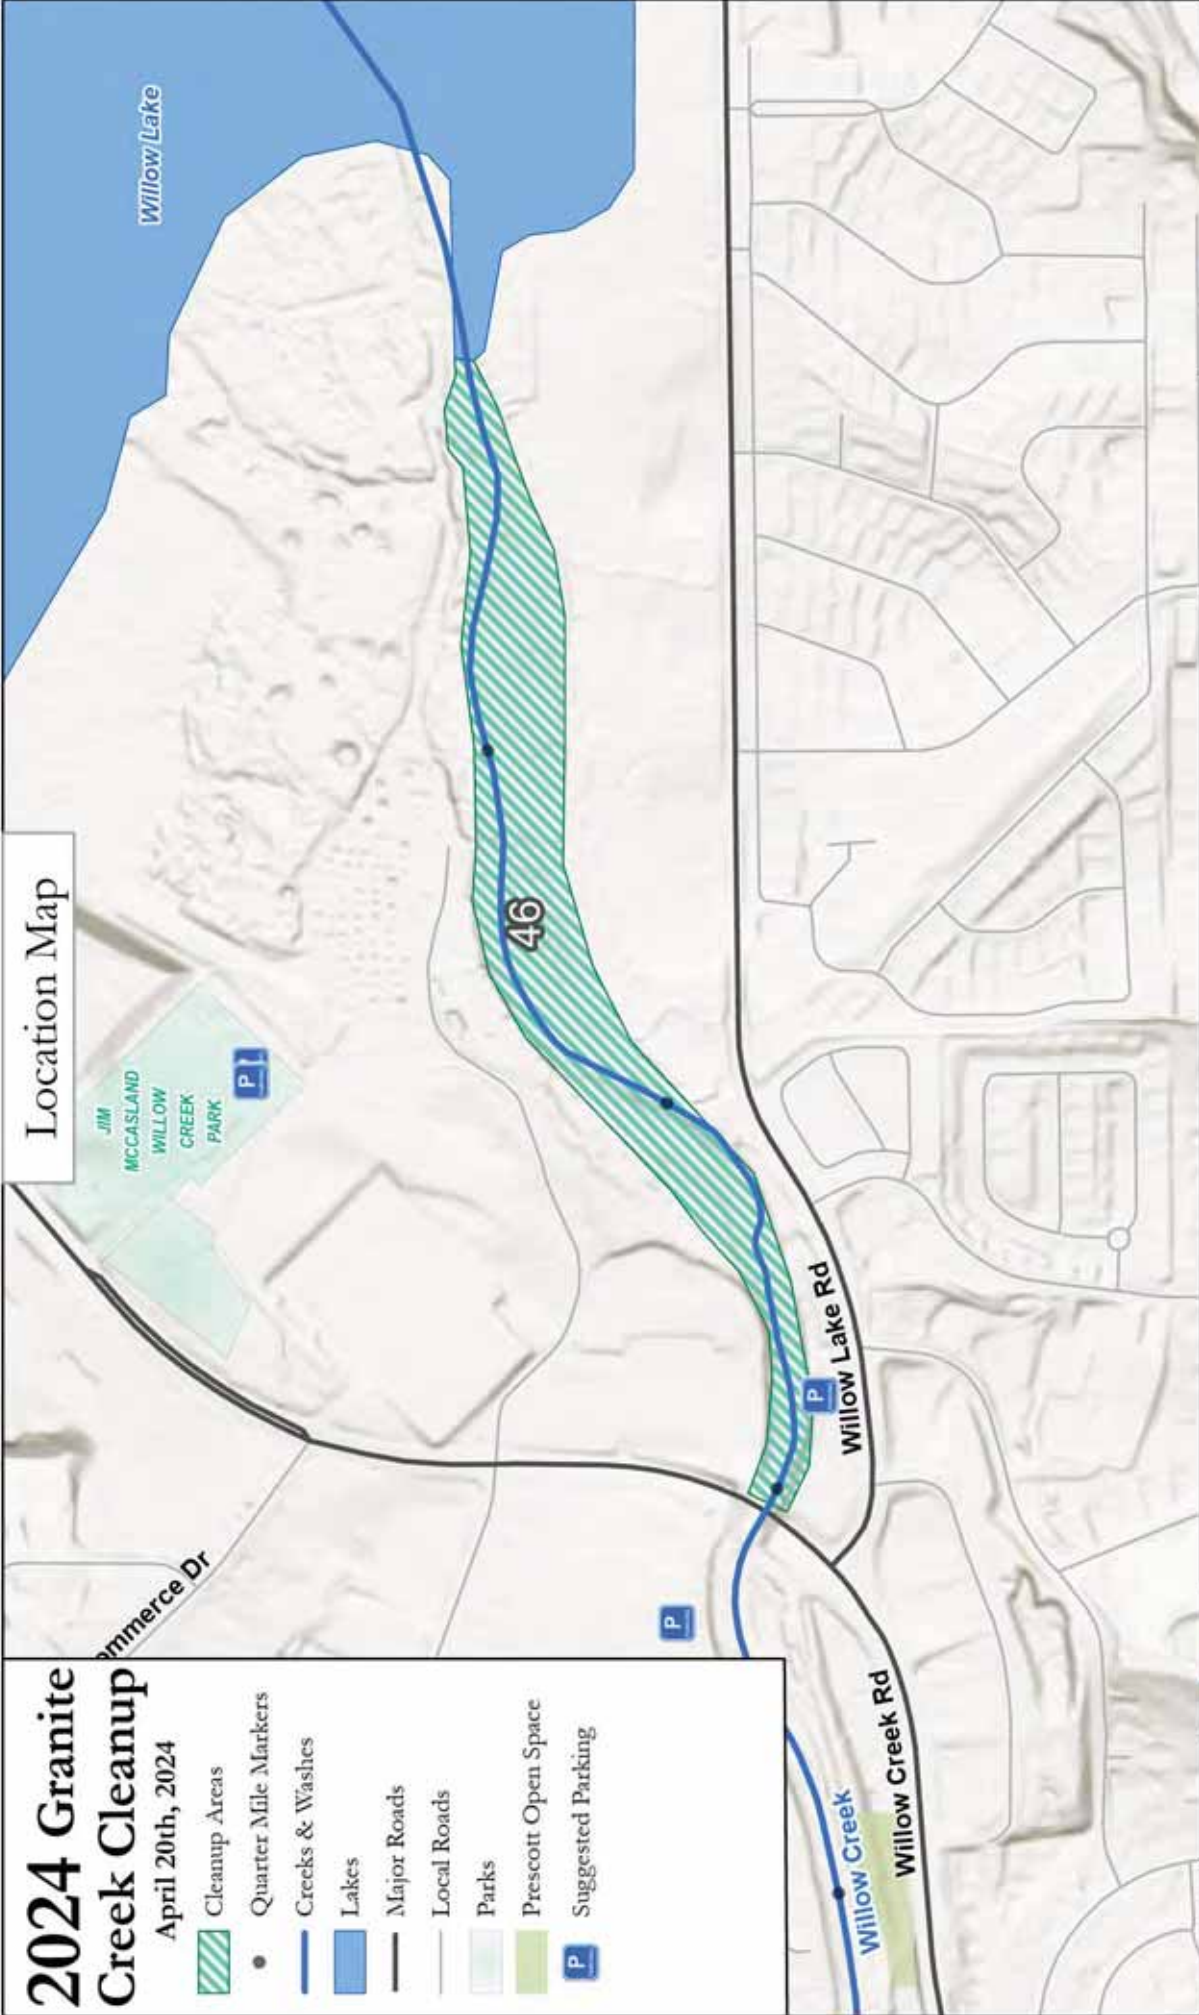 2024 Granite
Creek Cleanup
April 20th, 2024
Cleanup Areas
Quarter Mile Markers
Creeks & Washes
Lakes
Major Roads
Local Roads
Parks
Prescott Open Space
P
Suggested Parking
Location Map
Willow Lake
JIM
MCCASLAND
WILLOW
CREEK
PARK
P
ommerce Dr
46
P
P
Willow Lake Rd
Willow Creek
Willow Creek Rd